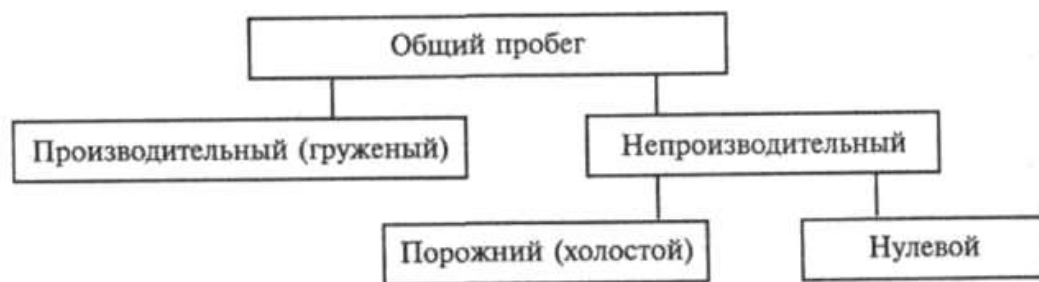 Общий пробег
Производительный (груженый)
Непроизводительный
Порожний (холостой)
Нулевой